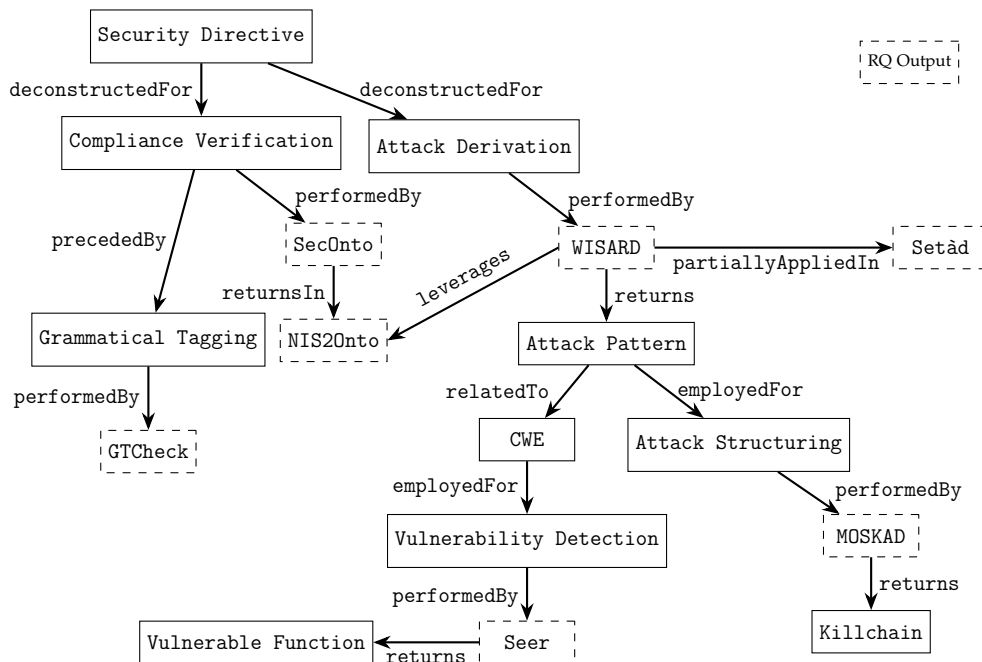 Security Directive
RQ Output
deconstructedFor
deconstructedFor
Compliance Verification
Attack Derivation
performedBy
performedBy
precededBy
SecOnto
WISARD
Setàd
leverages
partiallyAppliedIn
returnsIn
returns
Grammatical Tagging
NIS2Onto
Attack Pattern
performedBy
relatedTo
employedFor
GTCheck
CWE
Attack Structuring
employedFor
performedBy
Vulnerability Detection
MOSKAD
performedBy
returns
Vulnerable Function
Seer
Killchain
returns